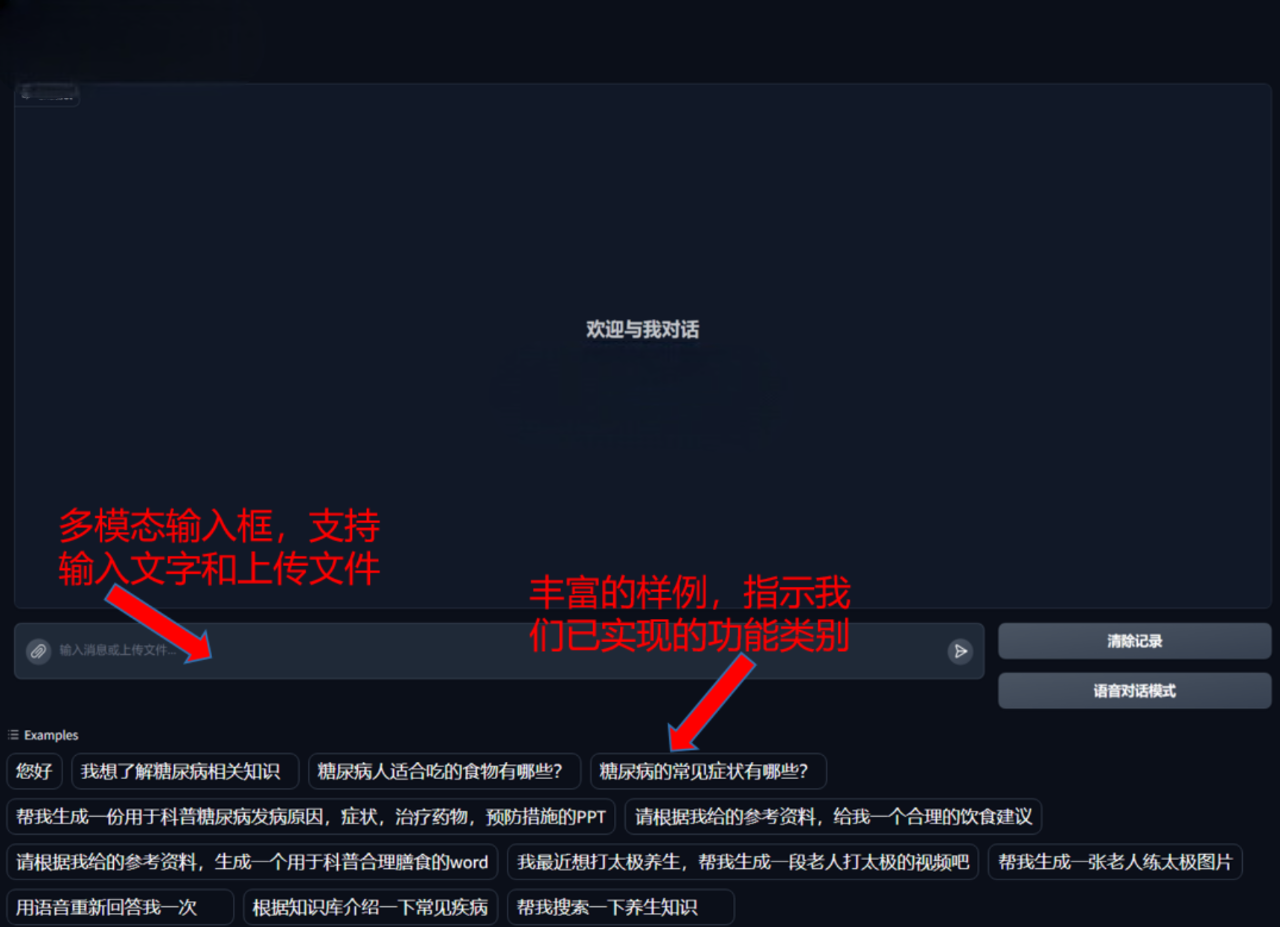 欢迎与我对话
多模态输入框，支持
输入文字和上传文件
丰富的样例，指示我
们已实现的功能类别
输入消息或上传文件...
清除记录
语音对话模式
Examples
您好
我想了解糖尿病相关知识
糖尿病人适合吃的食物有哪些？
糖尿病的常见症状有哪些？
帮我生成一份用于科普糖尿病发病原因，症状，治疗药物，预防措施的PPT
请根据我给的参考资料，给我一个合理的饮食建议
请根据我给的参考资料，生成一个用于科普合理膳食的word
我最近想打太极养生，帮我生成一段老人打太极的视频吧
帮我生成一张老人练太极图片
用语音重新回答我一次
根据知识库介绍一下常见疾病
帮我搜索一下养生知识